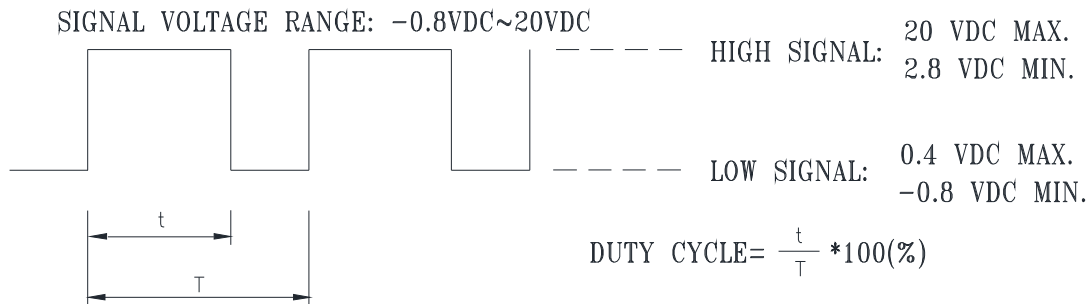 SIGNAL VOLTAGE RANGE: -0.8VDC~20VDC
HIGH SIGNAL: 20 VDC MAX.
2.8 VDC MIN.
LOW SIGNAL: 0.4 VDC MAX.
-0.8 VDC MIN.
t
T
DUTY CYCLE= t/T *100(%)